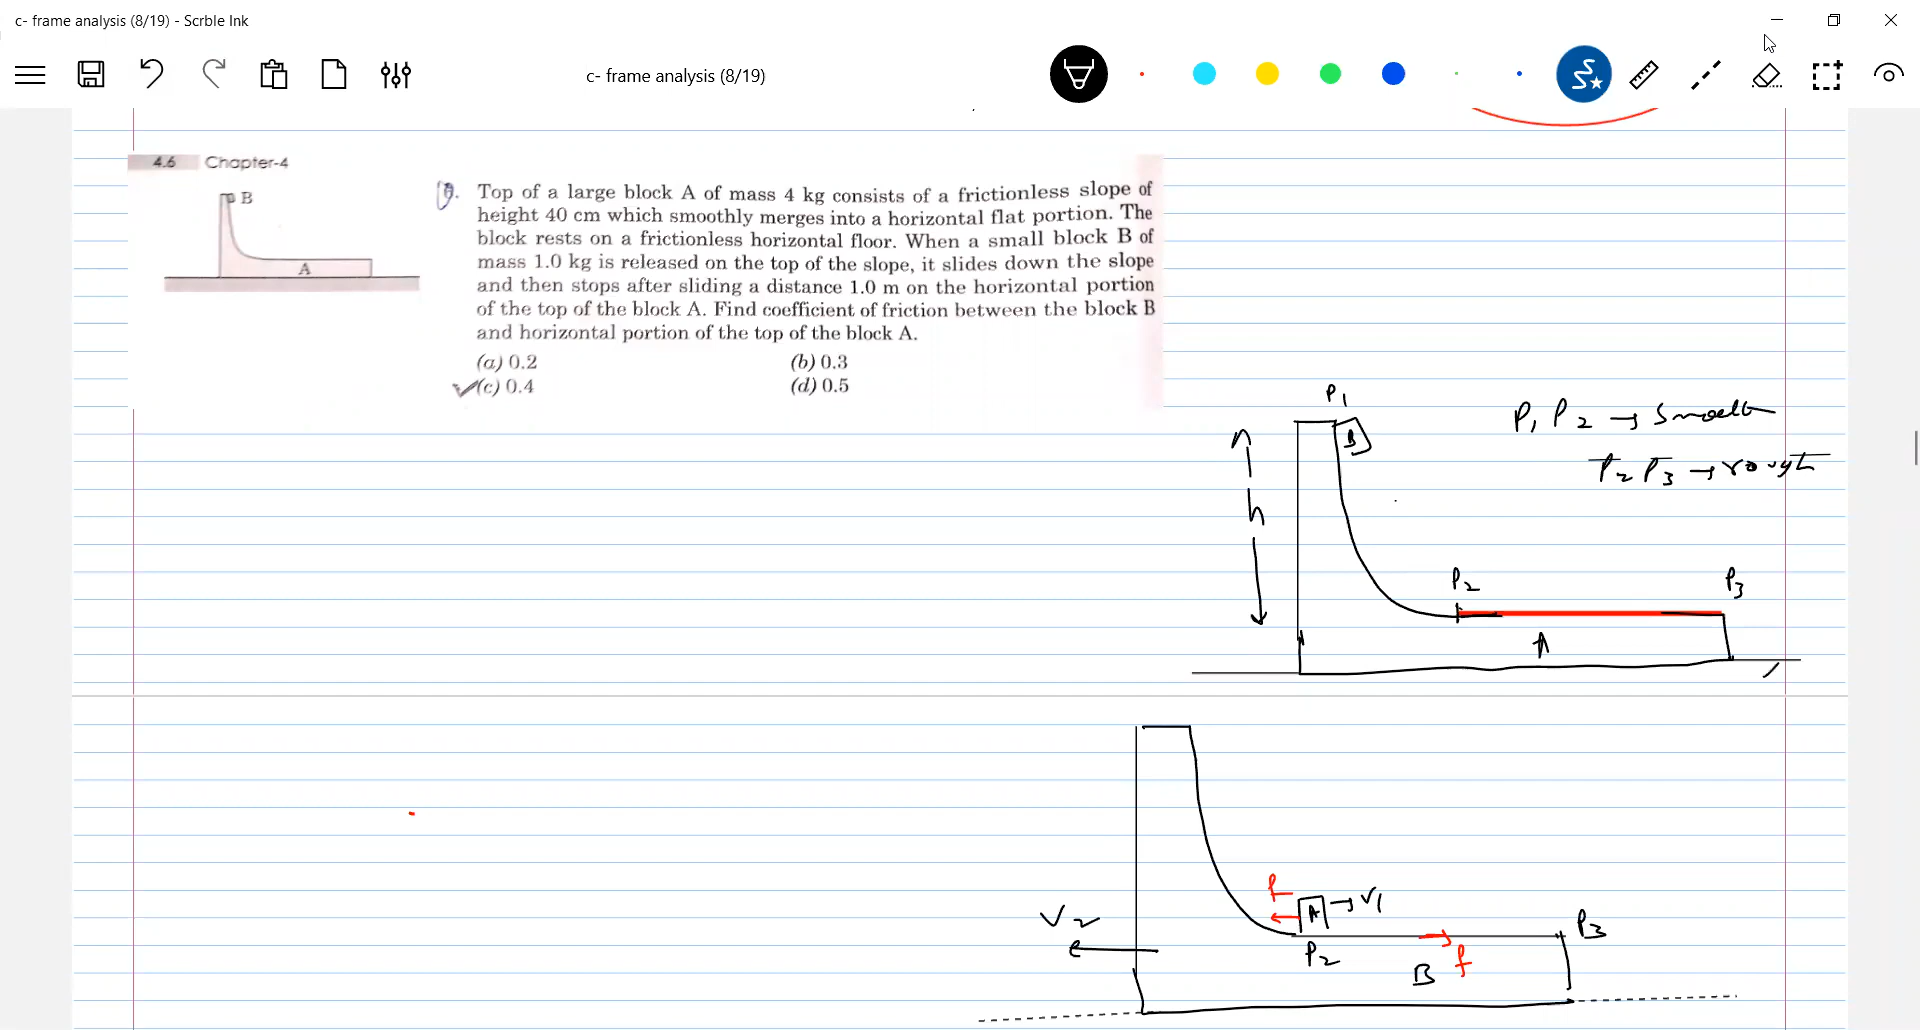 c- frame analysis (8/19) - Scrble Ink
c- frame analysis (8/19)
4.6 Chapter-4
B
A
Top of a large block A of mass 4 kg consists of a frictionless slope of
height 40 cm which smoothly merges into a horizontal flat portion. The
block rests on a frictionless horizontal floor. When a small block B of
mass 1.0 kg is released on the top of the slope, it slides down the slope
and then stops after sliding a distance 1.0 m on the horizontal portion
of the top of the block A. Find coefficient of friction between the block B
and horizontal portion of the top of the block A.
(a) 0.2 (b) 0.3
(c) 0.4 (d) 0.5
P1
B
P1 P2 → smooth
P2 P3 → rough
h
P2
P3
A
f
A → V1
V2
P3
P2
B
f